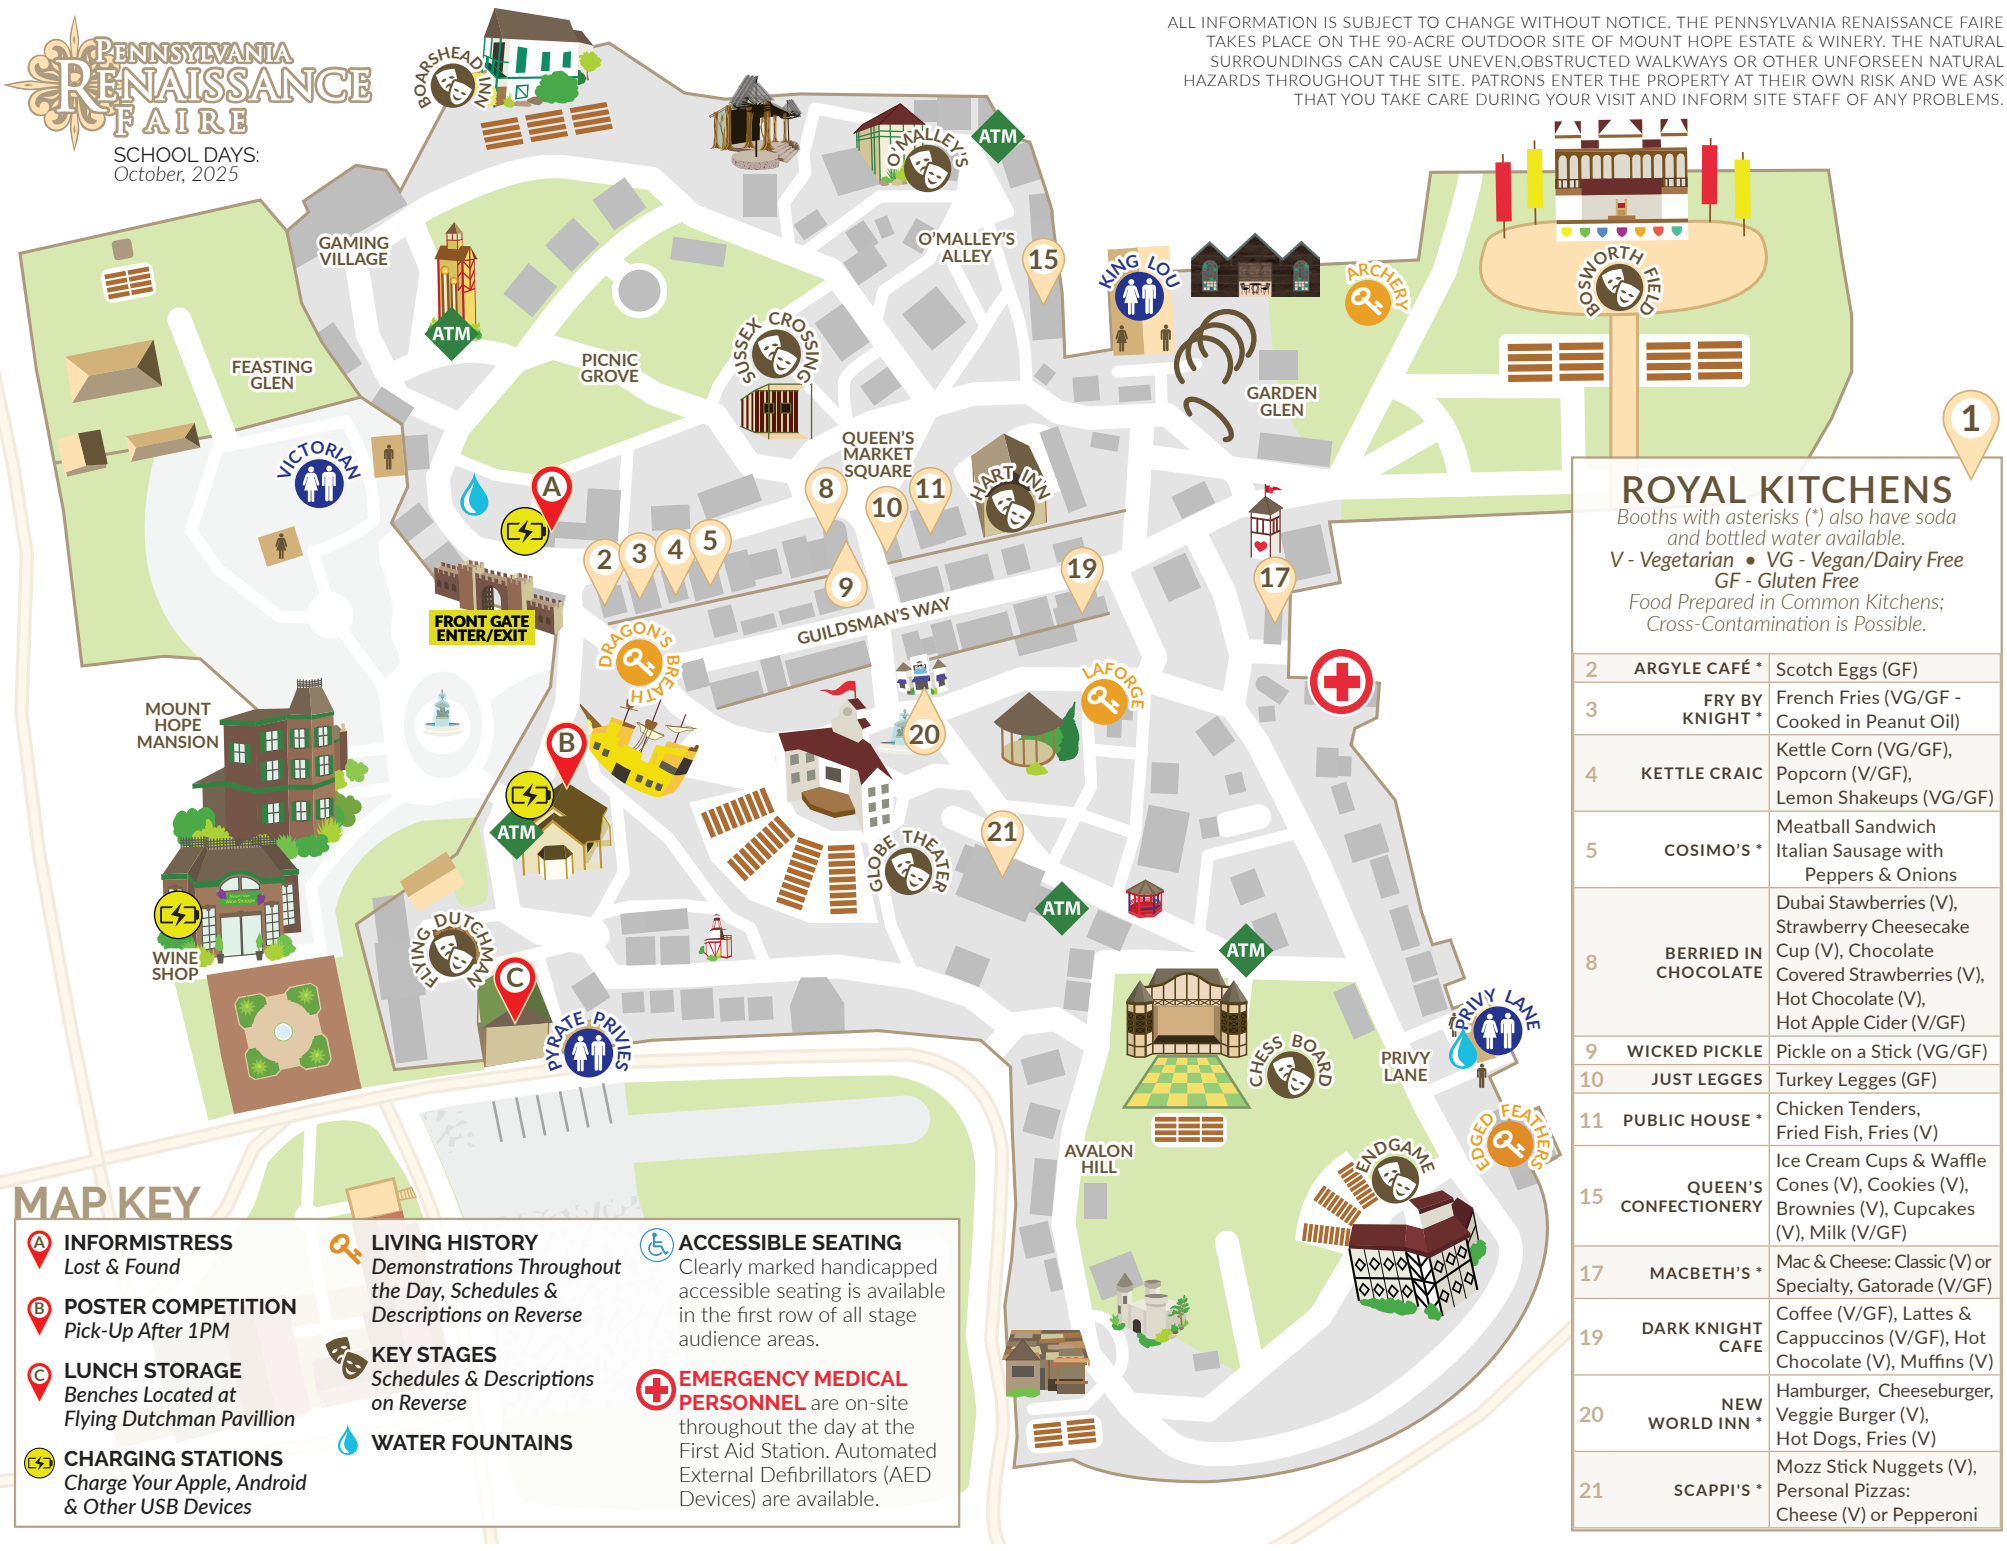 PENNSYLVANIA
RENAISSANCE
FAIRE
SCHOOL DAYS:
October, 2025
ALL INFORMATION IS SUBJECT TO CHANGE WITHOUT NOTICE. THE PENNSYLVANIA RENAISSANCE FAIRE
TAKES PLACE ON THE 90-ACRE OUTDOOR SITE OF MOUNT HOPE ESTATE & WINERY. THE NATURAL
SURROUNDINGS CAN CAUSE UNEVEN,OBSTRUCTED WALKWAYS OR OTHER UNFORSEEN NATURAL
HAZARDS THROUGHOUT THE SITE. PATRONS ENTER THE PROPERTY AT THEIR OWN RISK AND WE ASK
THAT YOU TAKE CARE DURING YOUR VISIT AND INFORM SITE STAFF OF ANY PROBLEMS.
BOARSHEAD INN
O'MALLEY'S
ATM
GAMING
VILLAGE
ATM
O'MALLEY'S
ALLEY
15
KING LOU
ARCHERY
BOSWORTH FIELD
FEASTING
GLEN
PICNIC
GROVE
SUSSEX CROSSING
GARDEN
GLEN
1
VICTORIAN
A
QUEEN'S
MARKET
SQUARE
8
10
11
HART INN
2
3
4
5
9
19
17
FRONT GATE
ENTER/EXIT
GUILDSMAN'S WAY
DRAGON'S BREATH
LAFORGE
20
MOUNT
HOPE
MANSION
B
ATM
21
GLOBE THEATER
ATM
ATM
WINE
SHOP
FLYING DUTCHMAN
C
PYRATE PRIVIES
CHESS BOARD
PRIVY
LANE
PRIVY LANE
EDGED FEATHERS
AVALON
HILL
ENDGAME
ROYAL KITCHENS
Booths with asterisks (*) also have soda
and bottled water available.
V - Vegetarian • VG - Vegan/Dairy Free
GF - Gluten Free
Food Prepared in Common Kitchens;
Cross-Contamination is Possible.
2 ARGYLE CAFÉ * Scotch Eggs (GF)
3 FRY BY KNIGHT * French Fries (VG/GF -
Cooked in Peanut Oil)
4 KETTLE CRAIC Kettle Corn (VG/GF),
Popcorn (V/GF),
Lemon Shakeups (VG/GF)
5 COSIMO'S * Meatball Sandwich
Italian Sausage with
Peppers & Onions
8 BERRIED IN CHOCOLATE Dubai Stawberries (V),
Strawberry Cheesecake
Cup (V), Chocolate
Covered Strawberries (V),
Hot Chocolate (V),
Hot Apple Cider (V/GF)
9 WICKED PICKLE Pickle on a Stick (VG/GF)
10 JUST LEGGES Turkey Legges (GF)
11 PUBLIC HOUSE * Chicken Tenders,
Fried Fish, Fries (V)
15 QUEEN'S CONFECTIONERY Ice Cream Cups & Waffle
Cones (V), Cookies (V),
Brownies (V), Cupcakes
(V), Milk (V/GF)
17 MACBETH'S * Mac & Cheese: Classic (V) or
Specialty, Gatorade (V/GF)
19 DARK KNIGHT CAFE Coffee (V/GF), Lattes &
Cappuccinos (V/GF), Hot
Chocolate (V), Muffins (V)
20 NEW WORLD INN * Hamburger, Cheeseburger,
Veggie Burger (V),
Hot Dogs, Fries (V)
21 SCAPPI'S * Mozz Stick Nuggets (V),
Personal Pizzas:
Cheese (V) or Pepperoni
MAP KEY
A INFORMISTRESS
Lost & Found
B POSTER COMPETITION
Pick-Up After 1PM
C LUNCH STORAGE
Benches Located at
Flying Dutchman Pavillion
CHARGING STATIONS
Charge Your Apple, Android
& Other USB Devices
LIVING HISTORY
Demonstrations Throughout
the Day, Schedules &
Descriptions on Reverse
KEY STAGES
Schedules & Descriptions
on Reverse
WATER FOUNTAINS
ACCESSIBLE SEATING
Clearly marked handicapped
accessible seating is available
in the first row of all stage
audience areas.
EMERGENCY MEDICAL
PERSONNEL are on-site
throughout the day at the
First Aid Station. Automated
External Defibrillators (AED
Devices) are available.